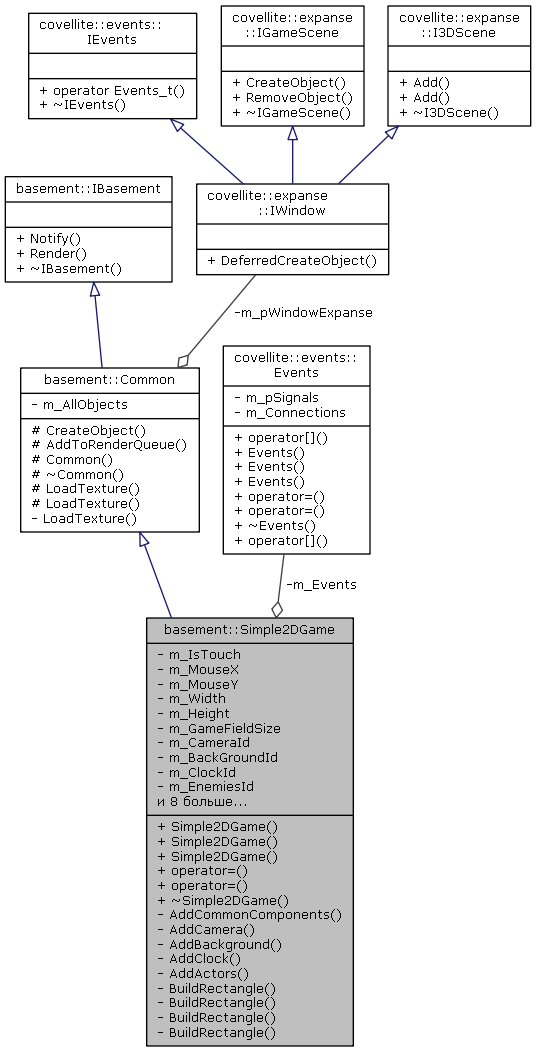 covellite::events::
IEvents
+ operator Events_t()
+ ~IEvents()
covellite::expanse
::IGameScene
+ CreateObject()
+ RemoveObject()
+ ~IGameScene()
covellite::expanse
::I3DScene
+ Add()
+ Add()
+ ~I3DScene()
basement::IBasement
+ Notify()
+ Render()
+ ~IBasement()
covellite::expanse
::IWindow
+ DeferredCreateObject()
-m_pWindowExpanse
basement::Common
- m_AllObjects
# CreateObject()
# AddToRenderQueue()
# Common()
# ~Common()
# LoadTexture()
# LoadTexture()
- LoadTexture()
covellite::events::
Events
- m_pSignals
- m_Connections
+ operator[]()
+ Events()
+ Events()
+ Events()
+ operator=()
+ operator=()
+ ~Events()
+ operator[]()
-m_Events
basement::Simple2DGame
- m_IsTouch
- m_MouseX
- m_MouseY
- m_Width
- m_Height
- m_GameFieldSize
- m_CameraId
- m_BackGroundId
- m_ClockId
- m_EnemiesId
и 8 больше...
+ Simple2DGame()
+ Simple2DGame()
+ Simple2DGame()
+ operator=()
+ operator=()
+ ~Simple2DGame()
- AddCommonComponents()
- AddCamera()
- AddBackground()
- AddClock()
- AddActors()
- BuildRectangle()
- BuildRectangle()
- BuildRectangle()
- BuildRectangle()